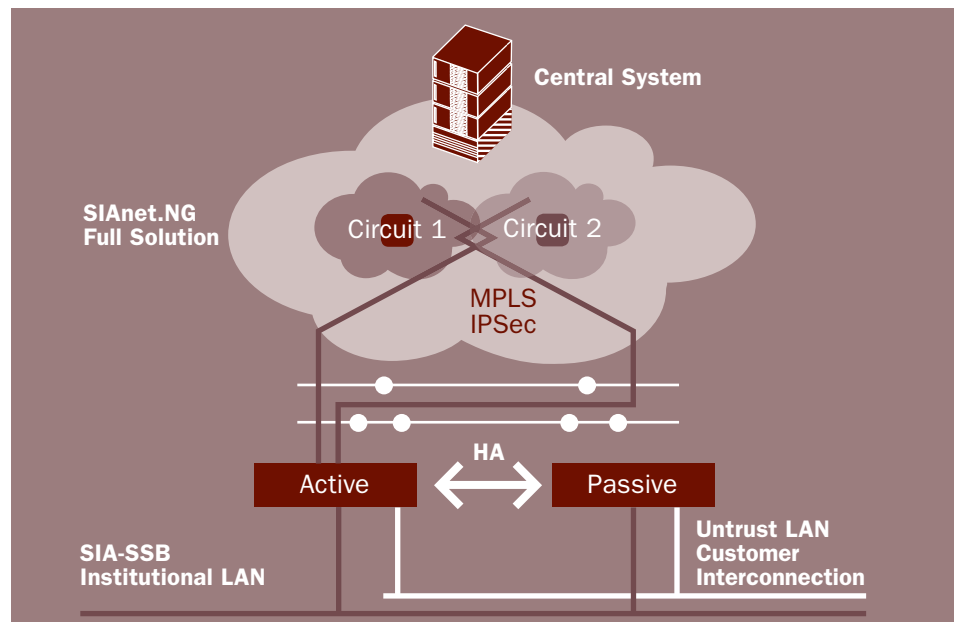 Central System
SIAnet.NG
Full Solution
Circuit 1
Circuit 2
MPLS
IPSec
HA
Active
Passive
SIA-SSB
Institutional LAN
Untrust LAN
Customer
Interconnection